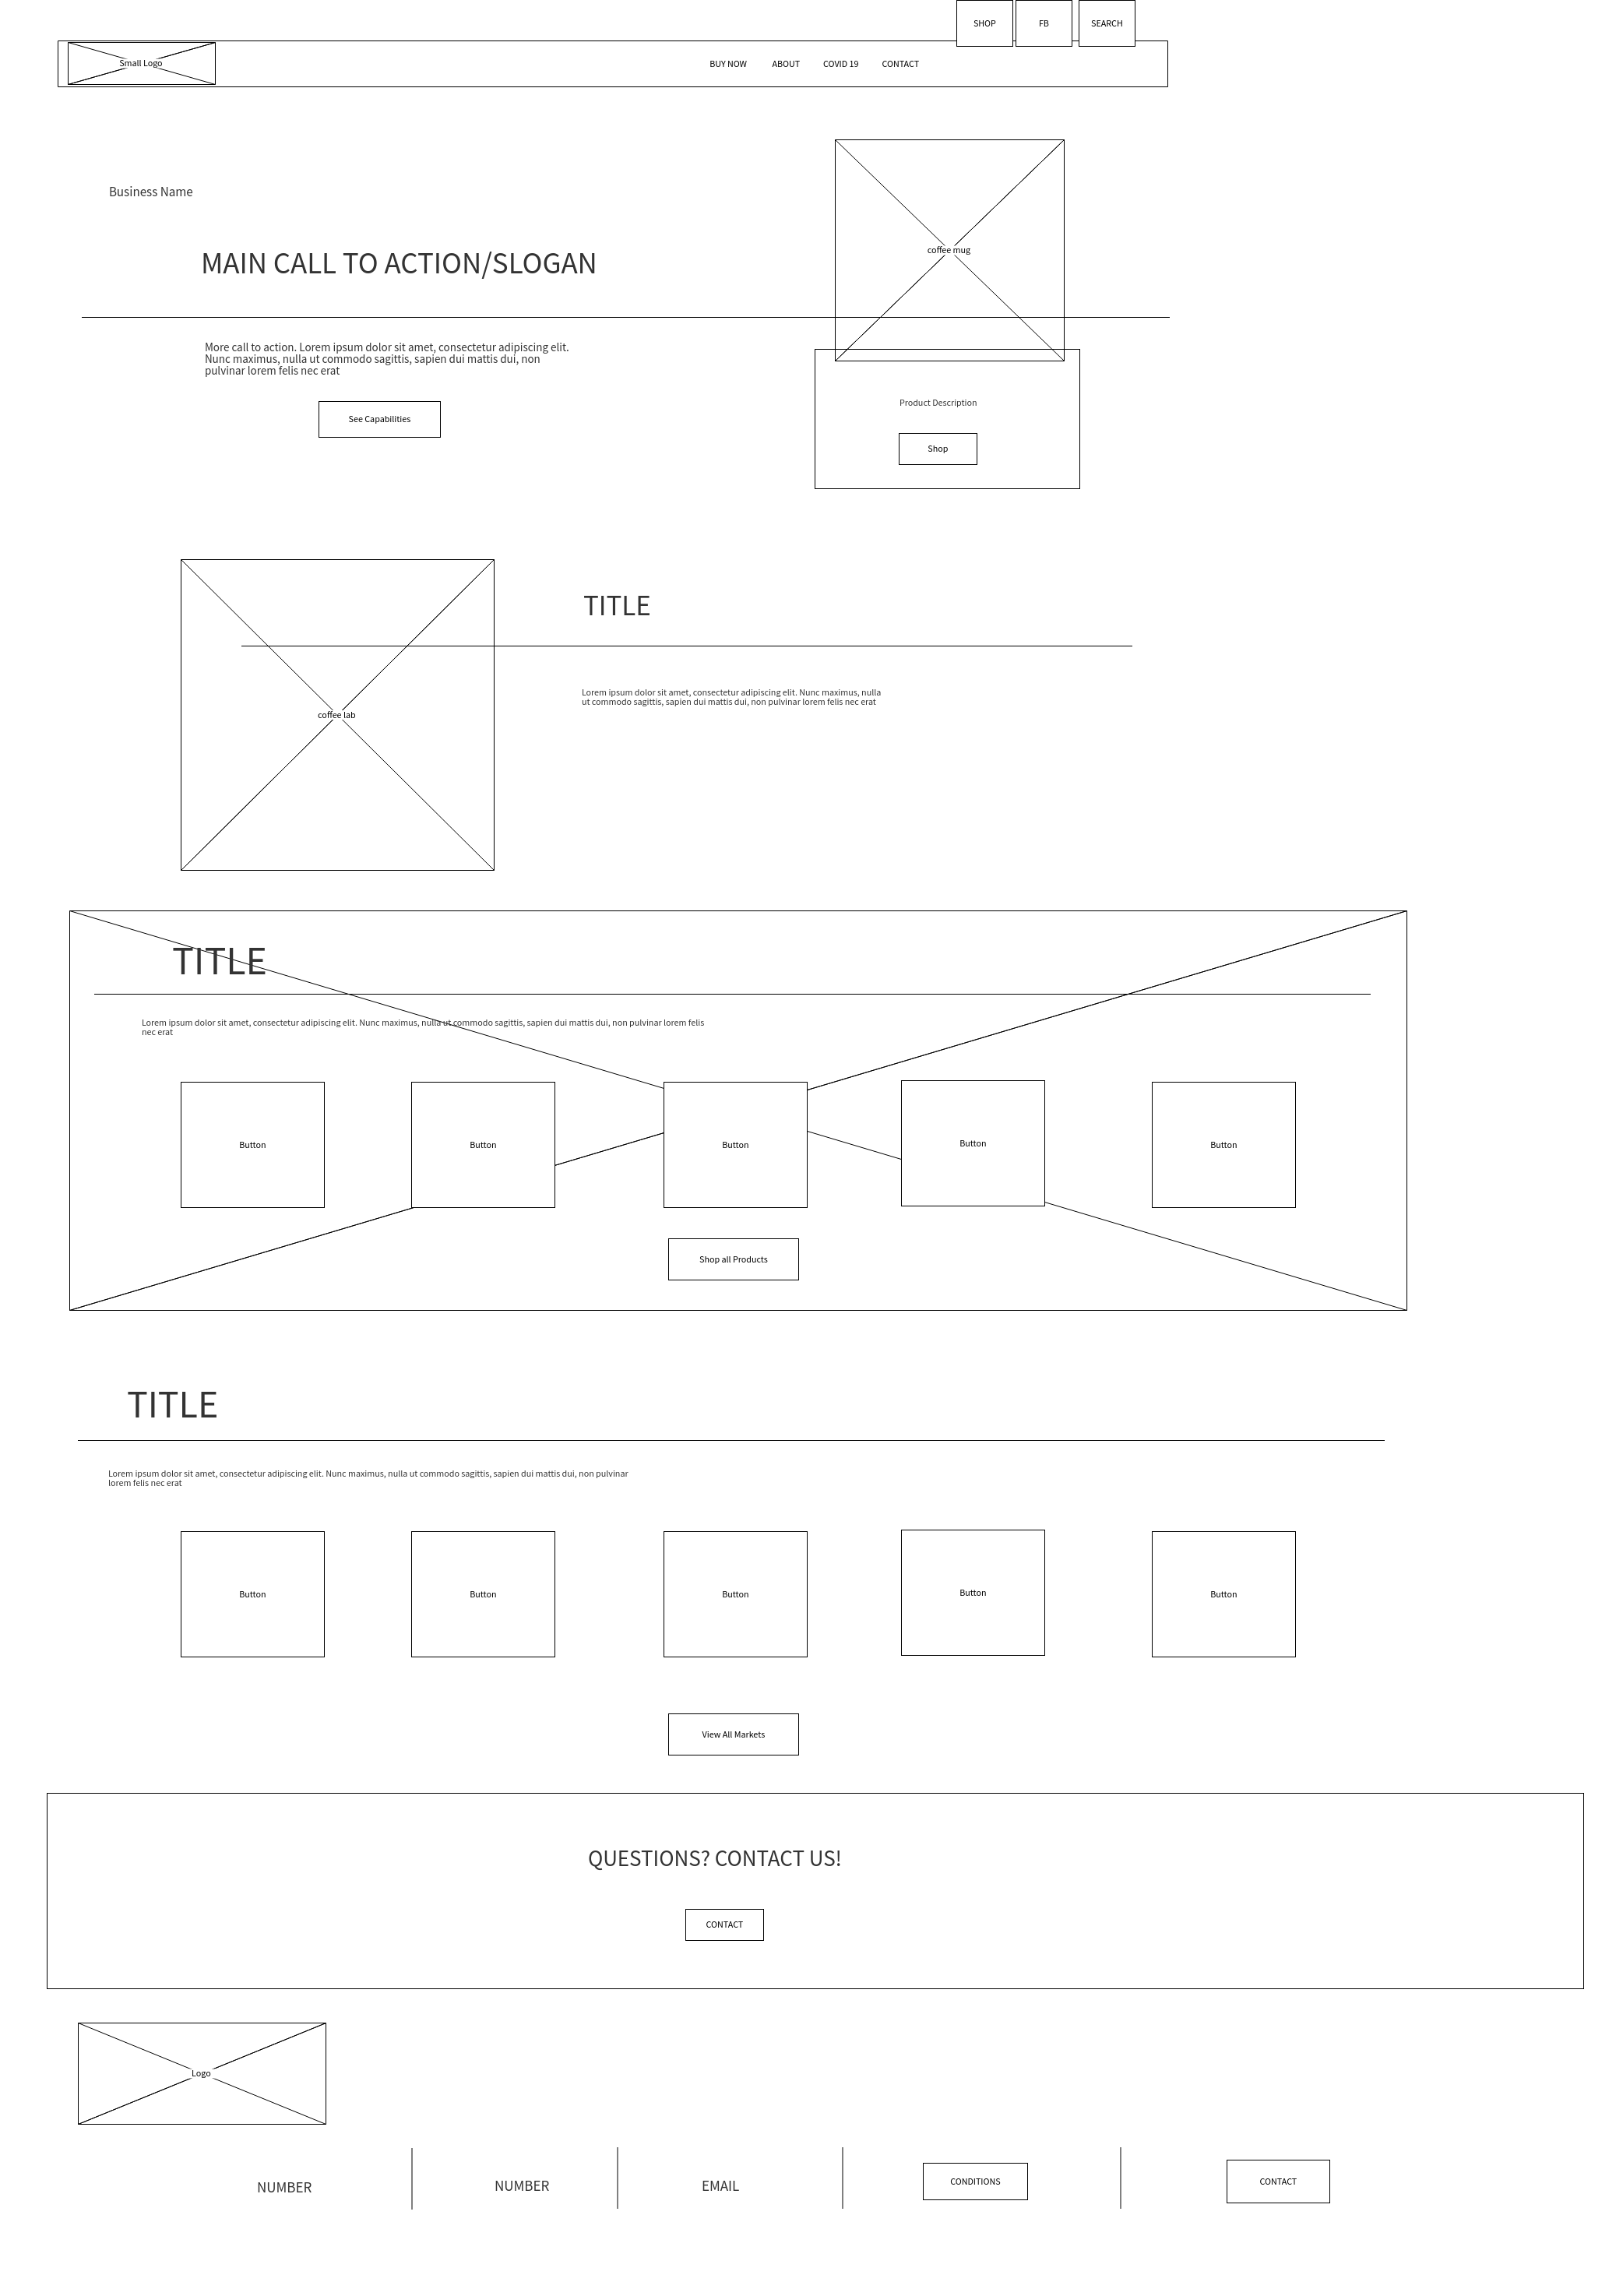 SHOP
FB
SEARCH
Small Logo
BUY NOW
ABOUT
COVID 19
CONTACT
Business Name
coffee mug
MAIN CALL TO ACTION/SLOGAN
More call to action. Lorem ipsum dolor sit amet, consectetur adipiscing elit.
Nunc maximus, nulla ut commodo sagittis, sapien dui mattis dui, non
pulvinar lorem felis nec erat
See Capabilities
Product Description
Shop
TITLE
Lorem ipsum dolor sit amet, consectetur adipiscing elit. Nunc maximus, nulla
ut commodo sagittis, sapien dui mattis dui, non pulvinar lorem felis nec erat
coffee lab
TITLE
Lorem ipsum dolor sit amet, consectetur adipiscing elit. Nunc maximus, nulla ut commodo sagittis, sapien dui mattis dui, non pulvinar lorem felis
nec erat
Button
Button
Button
Button
Button
Shop all Products
TITLE
Lorem ipsum dolor sit amet, consectetur adipiscing elit. Nunc maximus, nulla ut commodo sagittis, sapien dui mattis dui, non pulvinar
lorem felis nec erat
Button
Button
Button
Button
Button
View All Markets
QUESTIONS? CONTACT US!
CONTACT
Logo
NUMBER
NUMBER
EMAIL
CONDITIONS
CONTACT